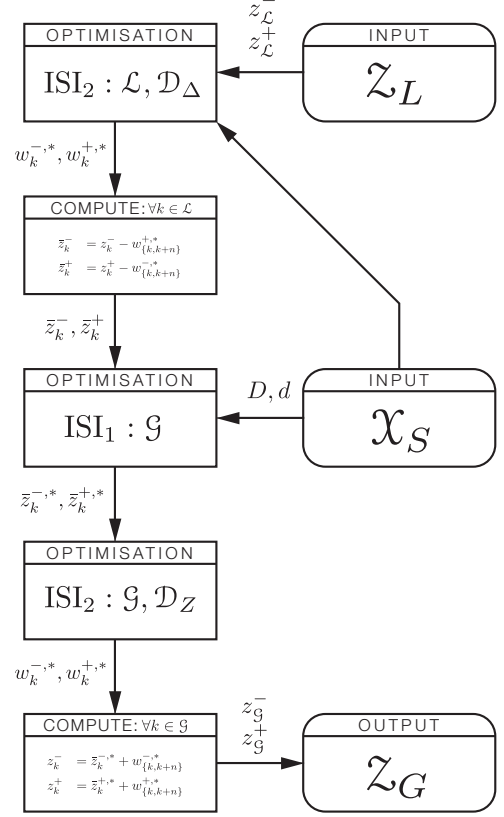 OPTIMISATION
ISI₂ : ℒ, 𝒟_Δ
z_ℒ^−
z_ℒ^+
INPUT
𝒵_L
w_k^{−,∗}, w_k^{+,∗}
COMPUTE: ∀k ∈ ℒ
z̄_k^− = z_k^− − w_{{k,k+n}}^{+,∗}
z̄_k^+ = z_k^+ − w_{{k,k+n}}^{−,∗}
z̄_k^−, z̄_k^+
OPTIMISATION
ISI₁ : 𝒢
D, d
INPUT
𝒳_S
z̄_k^{−,∗}, z̄_k^{+,∗}
OPTIMISATION
ISI₂ : 𝒢, 𝒟_Z
w_k^{−,∗}, w_k^{+,∗}
COMPUTE: ∀k ∈ 𝒢
z_k^− = z̄_k^{−,∗} + w_{{k,k+n}}^{−,∗}
z_k^+ = z̄_k^{+,∗} + w_{{k,k+n}}^{+,∗}
z_𝒢^−
z_𝒢^+
OUTPUT
𝒵_G